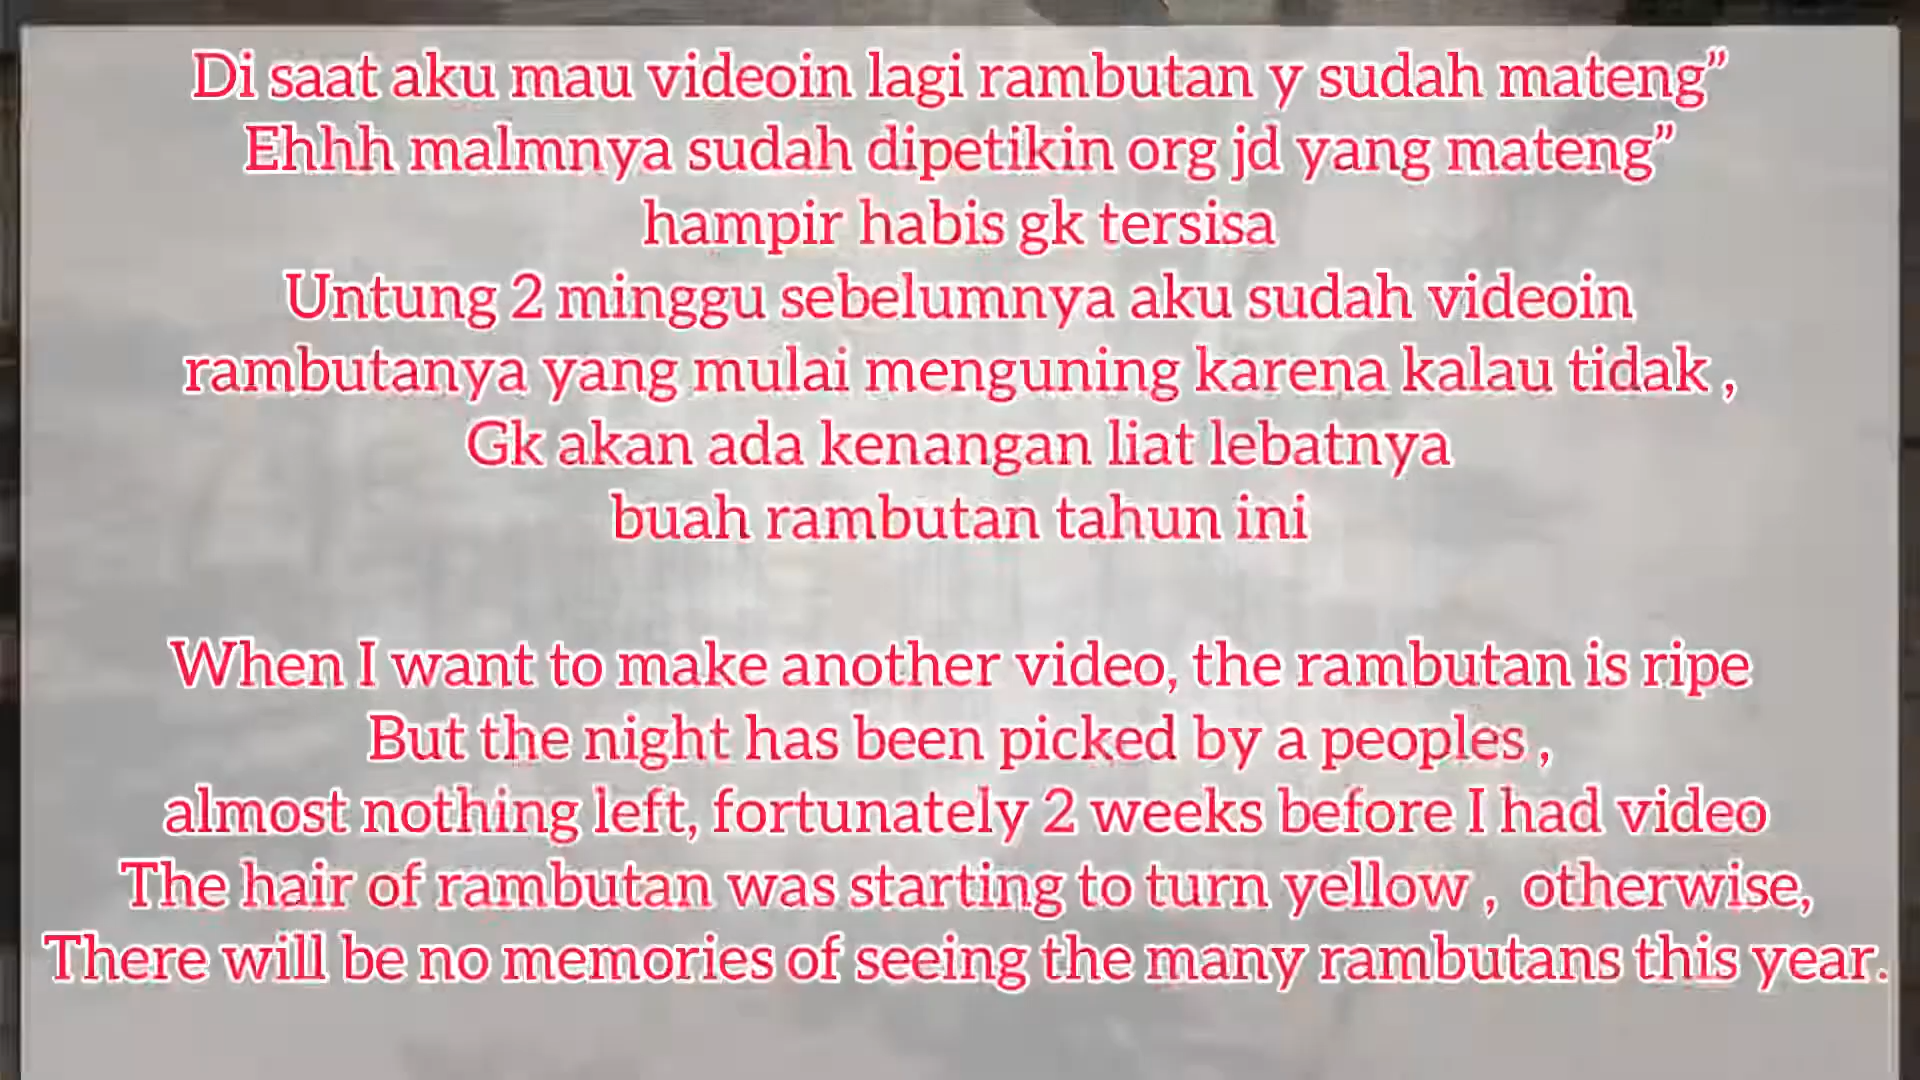 Di saat aku mau videoin lagi rambutan y sudah mateng”
Ehhh malmnya sudah dipetikin org jd yang mateng”
hampir habis gk tersisa
Untung 2 minggu sebelumnya aku sudah videoin
rambutanya yang mulai menguning karena kalau tidak ,
Gk akan ada kenangan liat lebatnya
buah rambutan tahun ini
When I want to make another video, the rambutan is ripe
But the night has been picked by a peoples ,
almost nothing left, fortunately 2 weeks before I had video
The hair of rambutan was starting to turn yellow , otherwise,
There will be no memories of seeing the many rambutans this year.